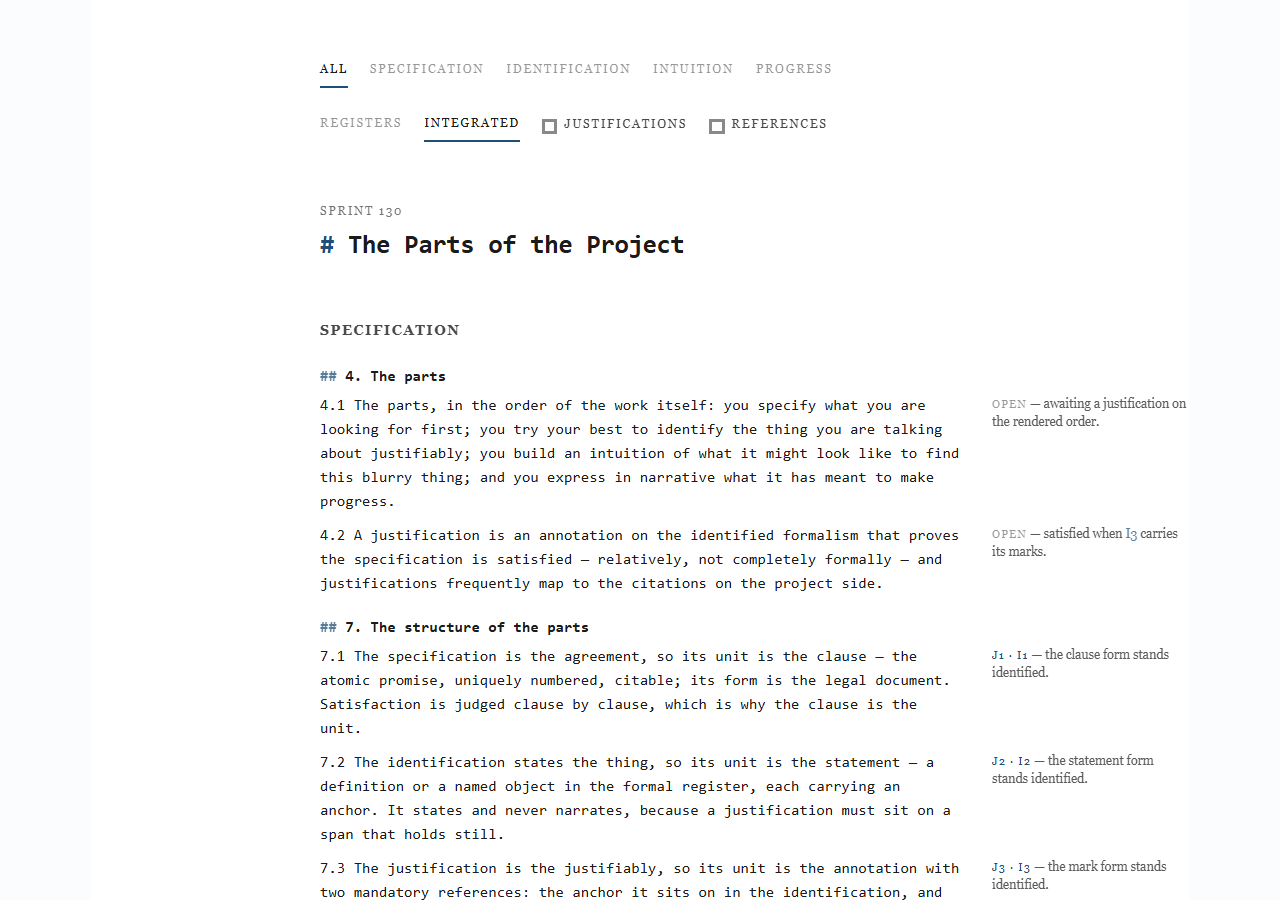 ALL SPECIFICATION IDENTIFICATION INTUITION PROGRESS
REGISTERS INTEGRATED JUSTIFICATIONS REFERENCES
SPRINT 130
# The Parts of the Project
SPECIFICATION
## 4. The parts
4.1 The parts, in the order of the work itself: you specify what you are
looking for first; you try your best to identify the thing you are talking
about justifiably; you build an intuition of what it might look like to find
this blurry thing; and you express in narrative what it has meant to make
progress.
OPEN — awaiting a justification on
the rendered order.
4.2 A justification is an annotation on the identified formalism that proves
the specification is satisfied — relatively, not completely formally — and
justifications frequently map to the citations on the project side.
OPEN — satisfied when I3 carries
its marks.
## 7. The structure of the parts
7.1 The specification is the agreement, so its unit is the clause — the
atomic promise, uniquely numbered, citable; its form is the legal document.
Satisfaction is judged clause by clause, which is why the clause is the
unit.
J1 · I1 — the clause form stands
identified.
7.2 The identification states the thing, so its unit is the statement — a
definition or a named object in the formal register, each carrying an
anchor. It states and never narrates, because a justification must sit on a
span that holds still.
J2 · I2 — the statement form
stands identified.
7.3 The justification is the justifiably, so its unit is the annotation with
two mandatory references: the anchor it sits on in the identification, and
J3 · I3 — the mark form stands
identified.